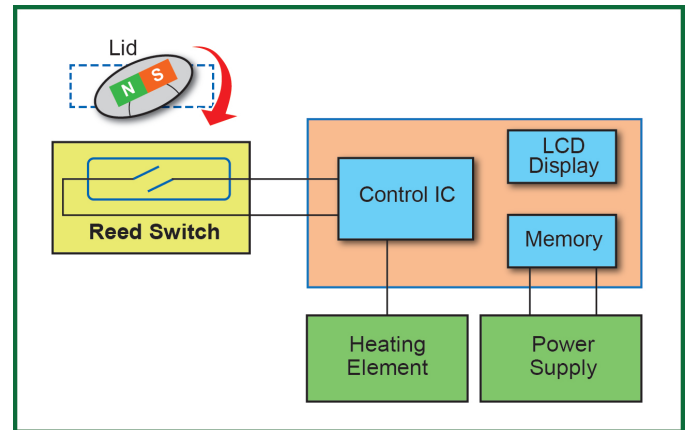 Lid
N S
Reed Switch
Control IC
LCD
Display
Memory
Heating
Element
Power
Supply